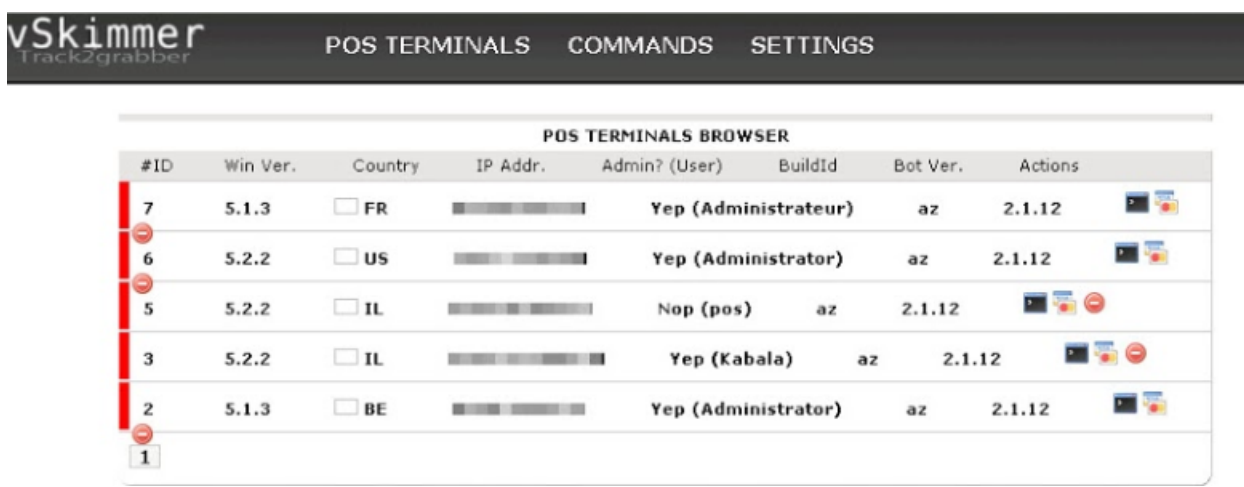 vSkimmer
Track2grabber
POS TERMINALS COMMANDS SETTINGS
POS TERMINALS BROWSER
#ID Win Ver. Country IP Addr. Admin? (User) BuildId Bot Ver. Actions
7 5.1.3 FR Yep (Administrateur) az 2.1.12
6 5.2.2 US Yep (Administrator) az 2.1.12
5 5.2.2 IL Nop (pos) az 2.1.12
3 5.2.2 IL Yep (Kabala) az 2.1.12
2 5.1.3 BE Yep (Administrator) az 2.1.12
1